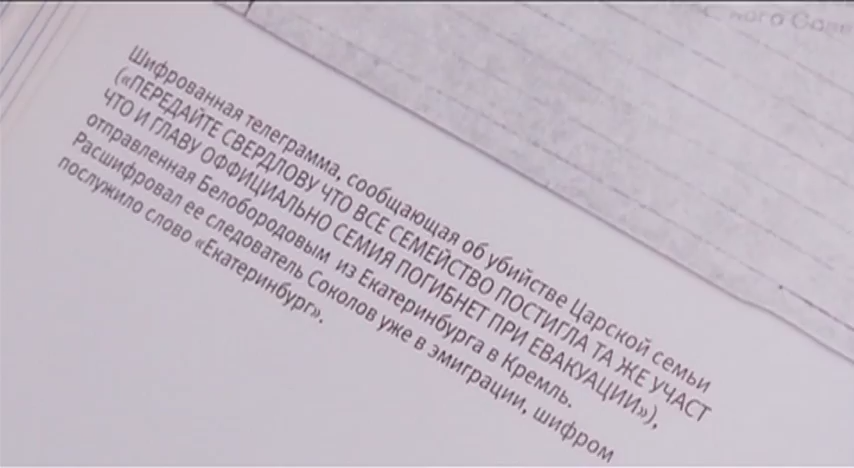 ного Сове
Шифрованная телеграмма, сообщающая об убийстве Царской семьи
(«ПЕРЕДАЙТЕ СВЕРДЛОВУ ЧТО ВСЕ СЕМЕЙСТВО ПОСТИГЛА ТА ЖЕ УЧАСТ
ЧТО И ГЛАВУ ОФФИЦИАЛЬНО СЕМИЯ ПОГИБНЕТ ПРИ ЕВАКУАЦИИ»),
отправленная Белобородовым из Екатеринбурга в Кремль.
Расшифровал ее следователь Соколов уже в эмиграции, шифром
послужило слово «Екатеринбург».